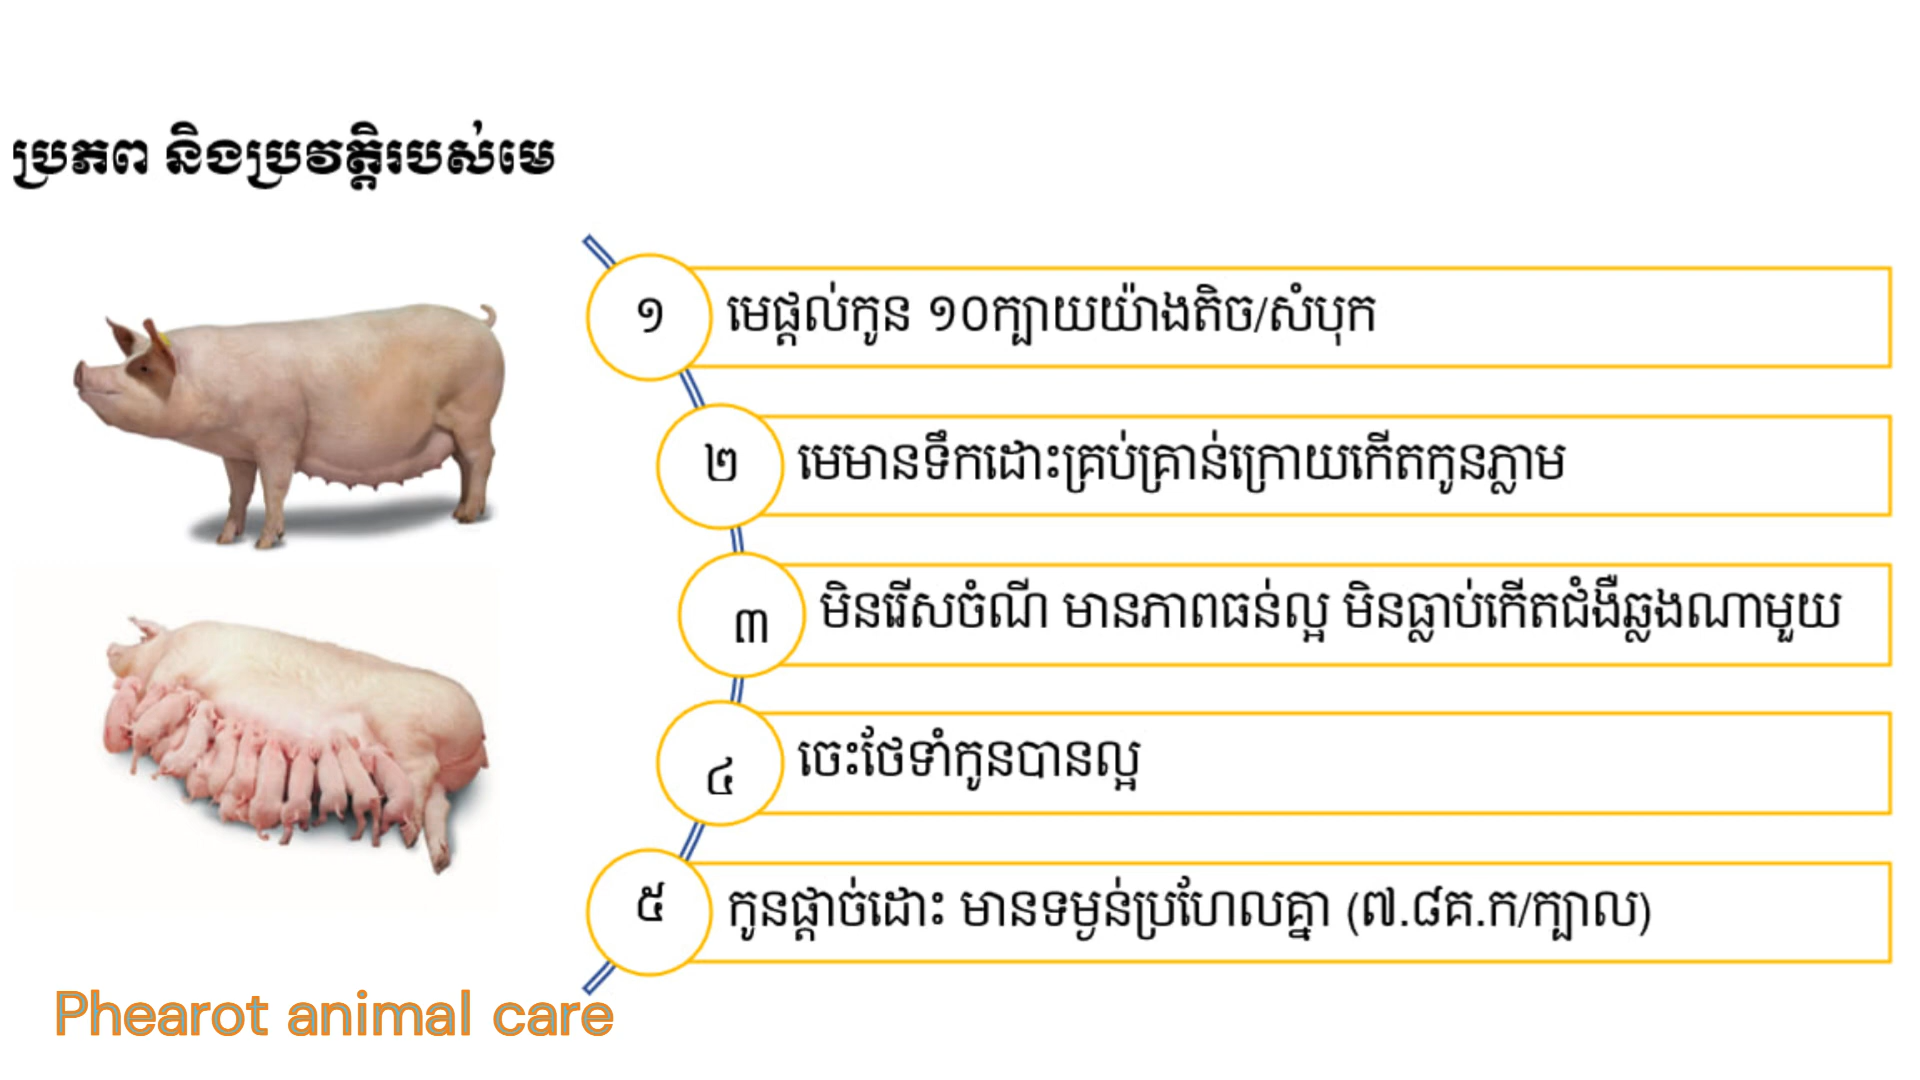 ប្រភព និងប្រវត្តិរបស់មេ
១ មេផ្តល់កូន ១០ក្បាយយ៉ាងតិច/សំបុក
២ មេមានទឹកដោះគ្រប់គ្រាន់ក្រោយកើតកូនភ្លាម
៣ មិនរើសចំណី មានភាពធន់ល្អ មិនធ្លាប់កើតជំងឺឆ្លងណាមួយ
៤ ចេះថែទាំកូនបានល្អ
៥ កូនផ្តាច់ដោះ មានទម្ងន់ប្រហែលគ្នា (៧.៨គ.ក/ក្បាល)
Phearot animal care